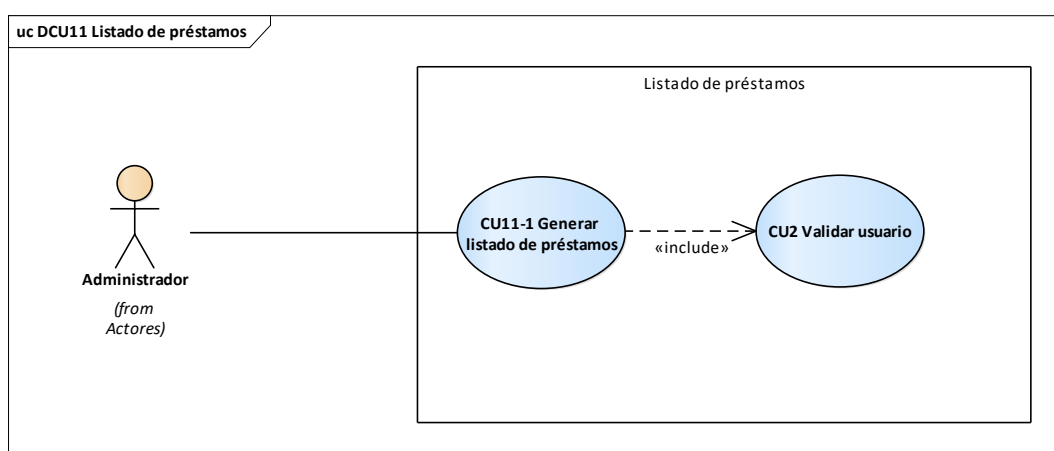 uc DCU11 Listado de préstamos
Listado de préstamos
CU11-1 Generar
listado de préstamos
«include»
CU2 Validar usuario
Administrador
(from
Actores)